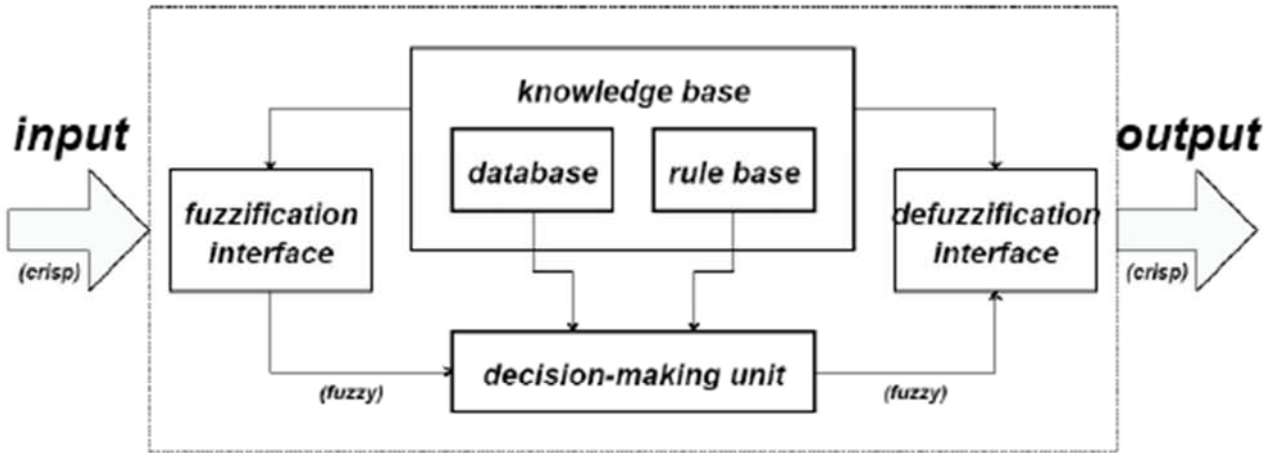 knowledge base
input
output
database
rule base
fuzzification
interface
defuzzification
interface
(crisp)
(crisp)
decision-making unit
(fuzzy)
(fuzzy)